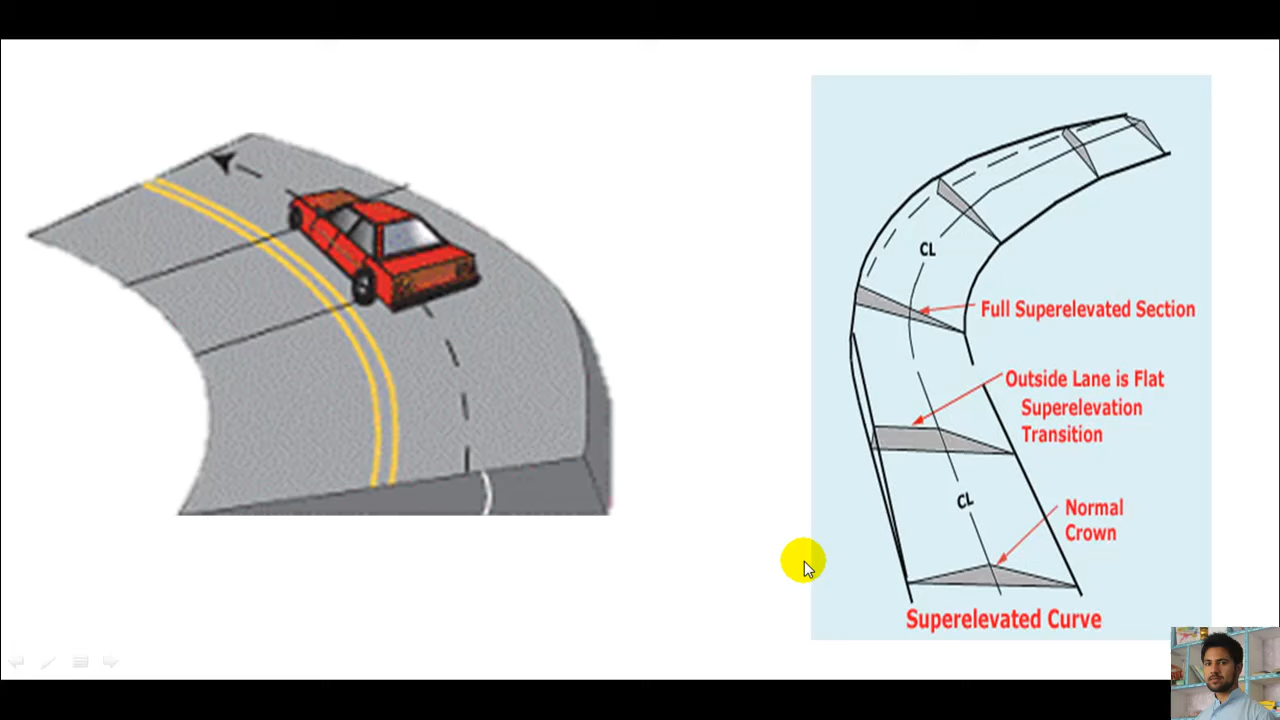 CL
Full Superelevated Section
Outside Lane is Flat
Superelevation
Transition
CL
Normal
Crown
Superelevated Curve